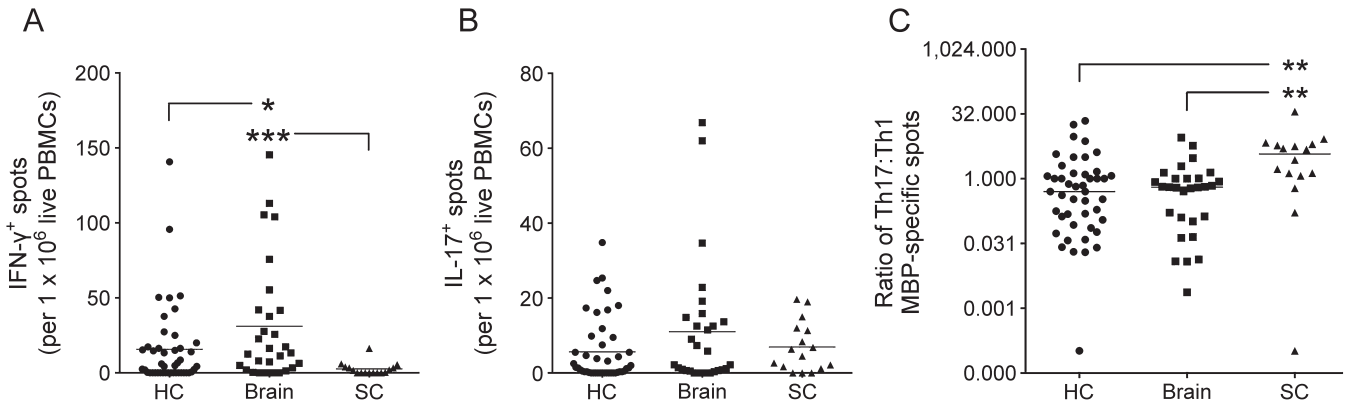 A
IFN-γ⁺ spots
(per 1 x 10⁶ live PBMCs)
200
150
100
50
0
*
***
HC Brain SC
B
IL-17⁺ spots
(per 1 x 10⁶ live PBMCs)
80
60
40
20
0
HC Brain SC
C
Ratio of Th17:Th1
MBP-specific spots
1,024.000
32.000
1.000
0.031
0.001
0.000
**
**
HC Brain SC